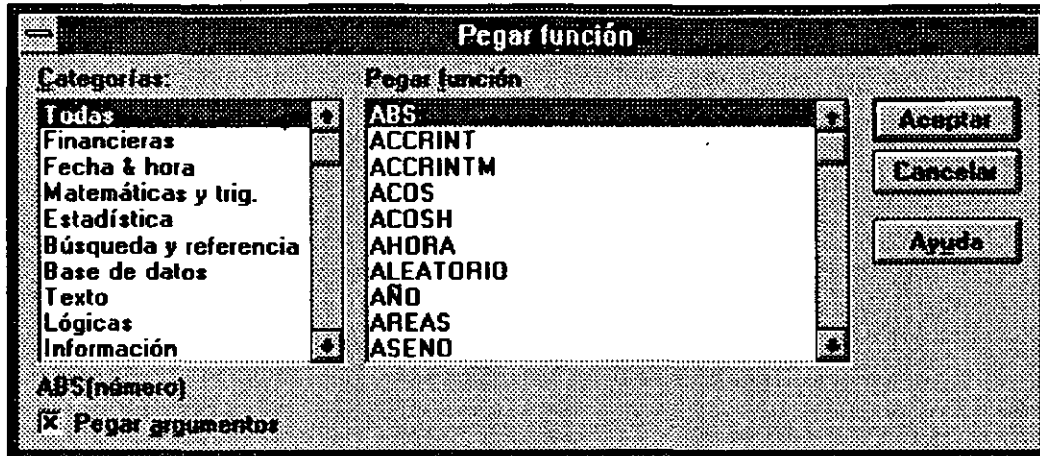 Pegar función
Categorías:
Todas
Financieras
Fecha & hora
Matemáticas y trig.
Estadística
Búsqueda y referencia
Base de datos
Texto
Lógicas
Información
Pegar función
ABS
ACCRINT
ACCRINTM
ACOS
ACOSH
AHORA
ALEATORIO
AÑO
AREAS
ASENO
Aceptar
Cancelar
Ayuda
ABS(número)
Pegar argumentos